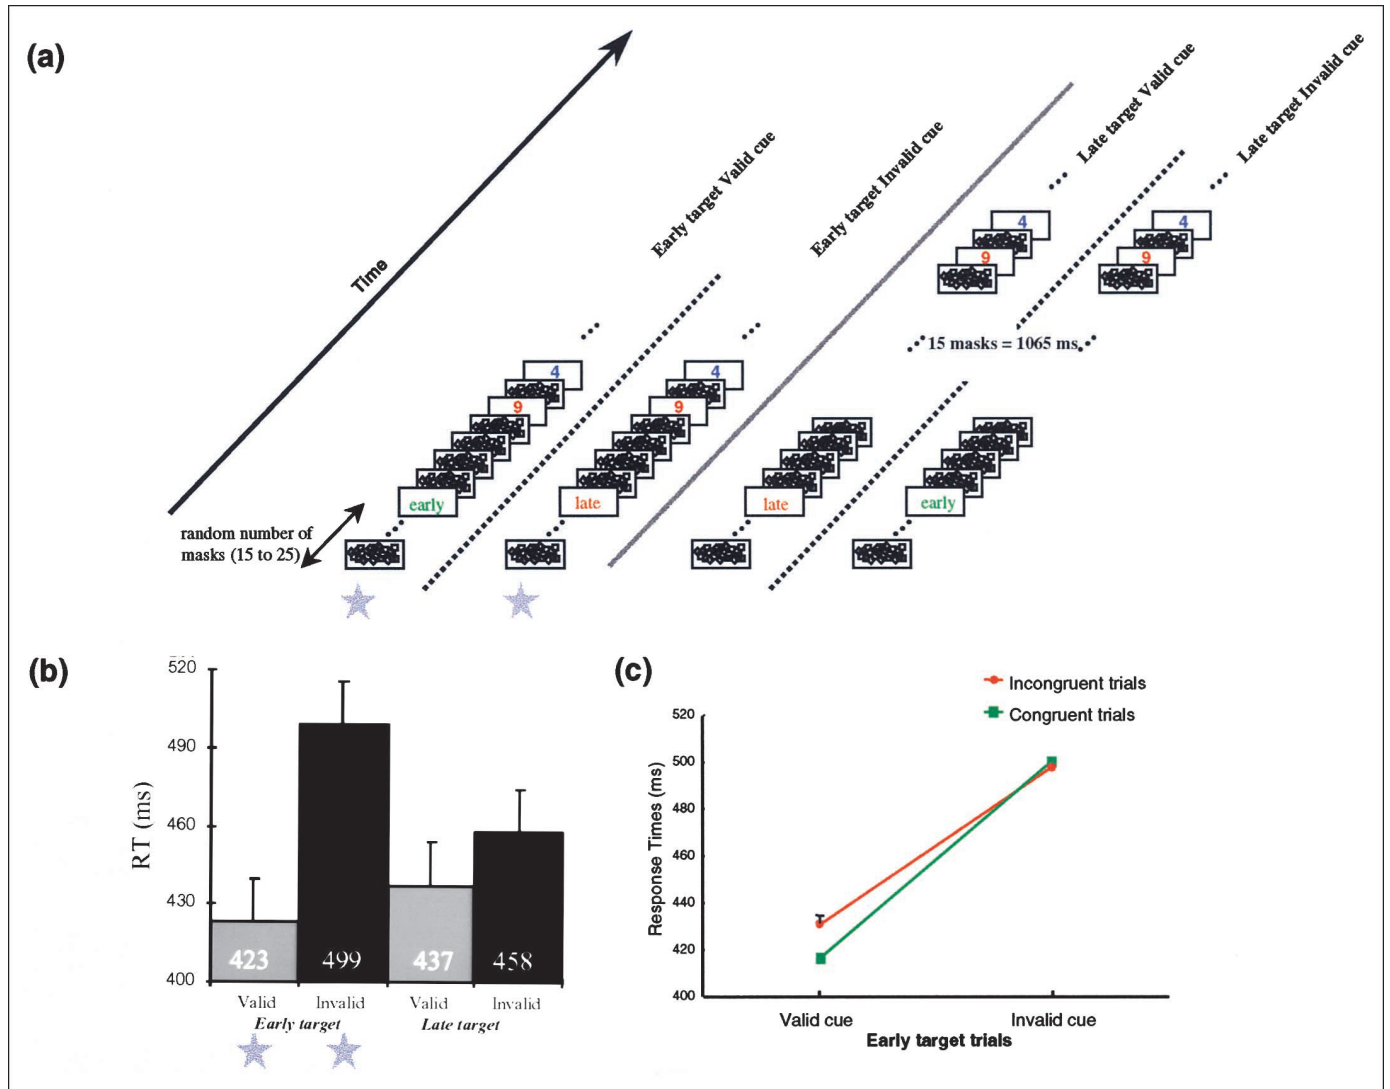 (a)
Time
Early target Valid cue
Early target Invalid cue
Late target Valid cue
Late target Invalid cue
4
9
4
9
4
9
4
9
15 masks = 1065 ms
early
late
late
early
random number of
masks (15 to 25)
(b)
520
490
460
430
400
RT (ms)
423
499
437
458
Valid Invalid Valid Invalid
Early target Late target
(c)
Incongruent trials
Congruent trials
520
500
480
460
430
420
400
Response Times (ms)
Valid cue Invalid cue
Early target trials